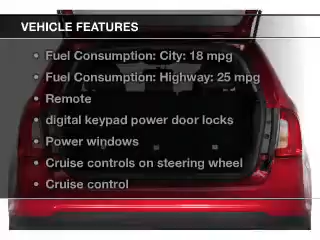 VEHICLE FEATURES
• Fuel Consumption: City: 18 mpg
• Fuel Consumption: Highway: 25 mpg
• Remote
• digital keypad power door locks
• Power windows
• Cruise controls on steering wheel
• Cruise control